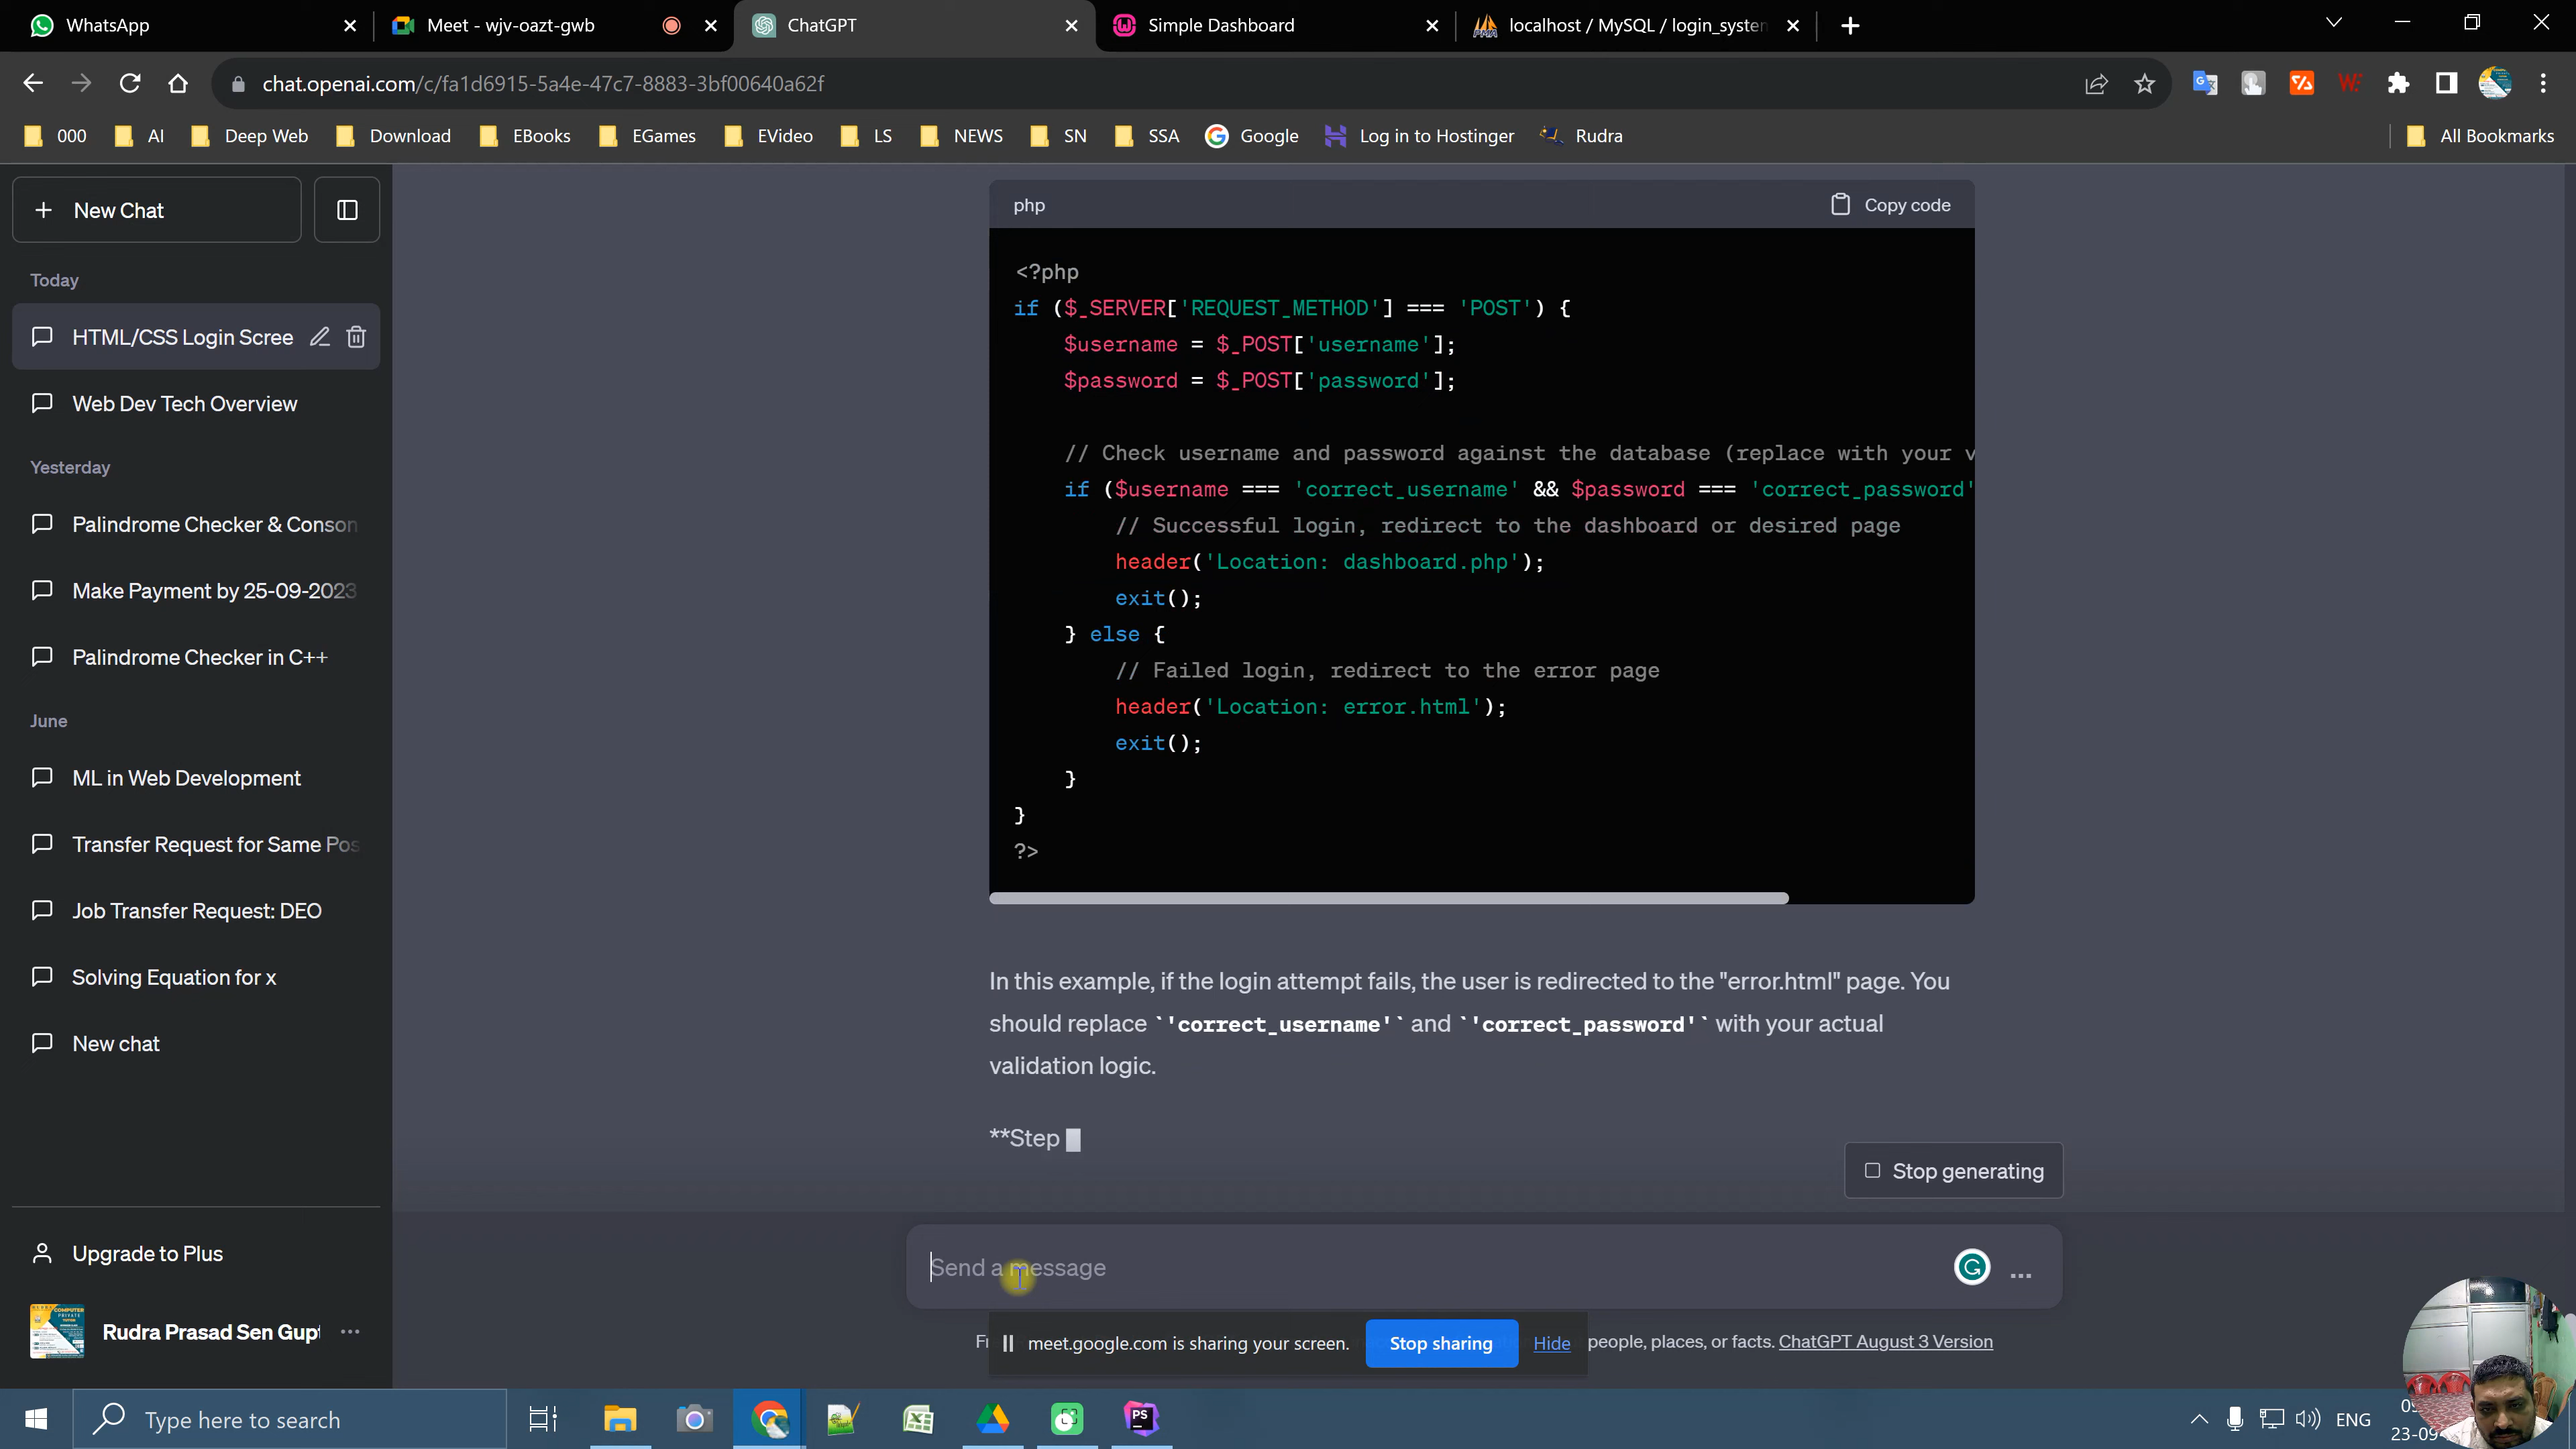 WhatsApp
Meet - wjv-oazt-gwb
ChatGPT
Simple Dashboard
localhost / MySQL / login_system
chat.openai.com/c/fa1d6915-5a4e-47c7-8883-3bf00640a62f
000
AI
Deep Web
Download
EBooks
EGames
EVideo
LS
NEWS
SN
SSA
Google
Log in to Hostinger
Rudra
All Bookmarks
New Chat
Today
HTML/CSS Login Scree
Web Dev Tech Overview
Yesterday
Palindrome Checker & Conson
Make Payment by 25-09-2023
Palindrome Checker in C++
June
ML in Web Development
Transfer Request for Same Pos
Job Transfer Request: DEO
Solving Equation for x
New chat
Upgrade to Plus
Rudra Prasad Sen Gupt
php
Copy code
<?php
if ($_SERVER['REQUEST_METHOD'] === 'POST') {
$username = $_POST['username'];
$password = $_POST['password'];
// Check username and password against the database (replace with your v
if ($username === 'correct_username' && $password === 'correct_password'
// Successful login, redirect to the dashboard or desired page
header('Location: dashboard.php');
exit();
} else {
// Failed login, redirect to the error page
header('Location: error.html');
exit();
}
}
?>
In this example, if the login attempt fails, the user is redirected to the "error.html" page. You
should replace `'correct_username'` and `'correct_password'` with your actual
validation logic.
**Step
Stop generating
Send a message
meet.google.com is sharing your screen.
Stop sharing
Hide
people, places, or facts. ChatGPT August 3 Version
Type here to search
PS
ENG
23-09